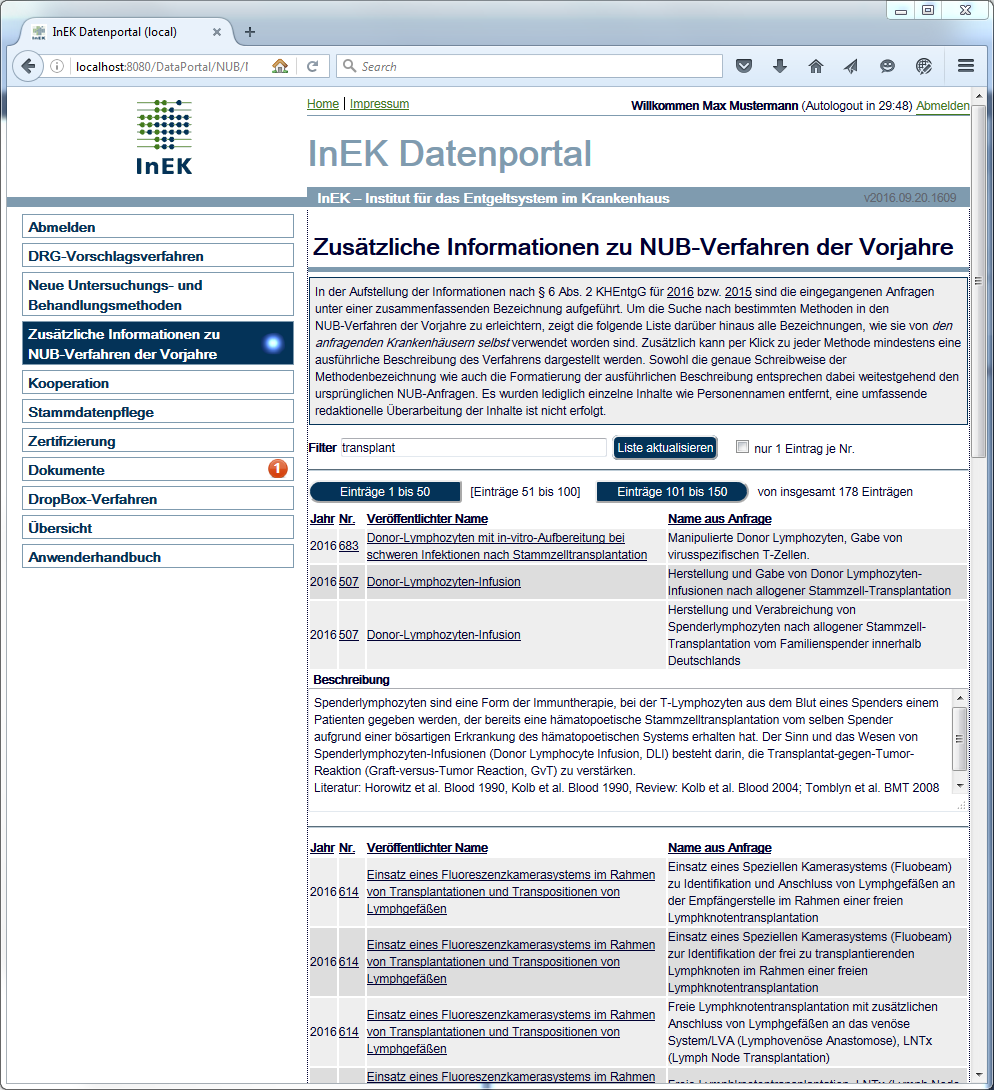 InEK Datenportal (local)
localhost:8080/DataPortal/NUB/
Search
InEK
Home | Impressum
Willkommen Max Mustermann (Autologout in 29:48) Abmelden
InEK Datenportal
InEK – Institut für das Entgeltsystem im Krankenhaus
v2016.09.20.1609
Abmelden
DRG-Vorschlagsverfahren
Neue Untersuchungs- und
Behandlungsmethoden
Zusätzliche Informationen zu
NUB-Verfahren der Vorjahre
Kooperation
Stammdatenpflege
Zertifizierung
Dokumente 1
DropBox-Verfahren
Übersicht
Anwenderhandbuch
Zusätzliche Informationen zu NUB-Verfahren der Vorjahre
In der Aufstellung der Informationen nach § 6 Abs. 2 KHEntgG für 2016 bzw. 2015 sind die eingegangenen Anfragen
unter einer zusammenfassenden Bezeichnung aufgeführt. Um die Suche nach bestimmten Methoden in den
NUB-Verfahren der Vorjahre zu erleichtern, zeigt die folgende Liste darüber hinaus alle Bezeichnungen, wie sie von den
anfragenden Krankenhäusern selbst verwendet worden sind. Zusätzlich kann per Klick zu jeder Methode mindestens eine
ausführliche Beschreibung des Verfahrens dargestellt werden. Sowohl die genaue Schreibweise der
Methodenbezeichnung wie auch die Formatierung der ausführlichen Beschreibung entsprechen dabei weitestgehend den
ursprünglichen NUB-Anfragen. Es wurden lediglich einzelne Inhalte wie Personennamen entfernt, eine umfassende
redaktionelle Überarbeitung der Inhalte ist nicht erfolgt.
Filter transplant Liste aktualisieren nur 1 Eintrag je Nr.
Einträge 1 bis 50 [Einträge 51 bis 100] Einträge 101 bis 150 von insgesamt 178 Einträgen
Jahr Nr. Veröffentlichter Name Name aus Anfrage
2016 683 Donor-Lymphozyten mit in-vitro-Aufbereitung bei
schweren Infektionen nach Stammzelltransplantation
Manipulierte Donor Lymphozyten, Gabe von
virusspezifischen T-Zellen.
2016 507 Donor-Lymphozyten-Infusion
Herstellung und Gabe von Donor Lymphozyten-
Infusionen nach allogener Stammzell-Transplantation
2016 507 Donor-Lymphozyten-Infusion
Herstellung und Verabreichung von
Spenderlymphozyten nach allogener Stammzell-
Transplantation vom Familienspender innerhalb
Deutschlands
Beschreibung
Spenderlymphozyten sind eine Form der Immuntherapie, bei der T-Lymphozyten aus dem Blut eines Spenders einem
Patienten gegeben werden, der bereits eine hämatopoetische Stammzelltransplantation vom selben Spender
aufgrund einer bösartigen Erkrankung des hämatopoetischen Systems erhalten hat. Der Sinn und das Wesen von
Spenderlymphozyten-Infusionen (Donor Lymphocyte Infusion, DLI) besteht darin, die Transplantat-gegen-Tumor-
Reaktion (Graft-versus-Tumor Reaction, GvT) zu verstärken.
Literatur: Horowitz et al. Blood 1990, Kolb et al. Blood 1990, Review: Kolb et al. Blood 2004; Tomblyn et al. BMT 2008
Jahr Nr. Veröffentlichter Name Name aus Anfrage
2016 614 Einsatz eines Fluoreszenzkamerasystems im Rahmen
von Transplantationen und Transpositionen von
Lymphgefäßen
Einsatz eines Speziellen Kamerasystems (Fluobeam)
zu Identifikation und Anschluss von Lymphgefäßen an
der Empfängerstelle im Rahmen einer freien
Lymphknotentransplantation
2016 614 Einsatz eines Fluoreszenzkamerasystems im Rahmen
von Transplantationen und Transpositionen von
Lymphgefäßen
Einsatz eines Speziellen Kamerasystems (Fluobeam)
zur Identifikation der frei zu transplantierenden
Lymphknoten im Rahmen einer freien
Lymphknotentransplantation
2016 614 Einsatz eines Fluoreszenzkamerasystems im Rahmen
von Transplantationen und Transpositionen von
Lymphgefäßen
Freie Lymphknotentransplantation mit zusätzlichen
Anschluss von Lymphgefäßen an das venöse
System/LVA (Lymphovenöse Anastomose), LNTx
(Lymph Node Transplantation)
Einsatz eines Fluoreszenzkamerasystems im Rahmen
Freie Lymphknotentransplantation, LNTx (Lymph Node